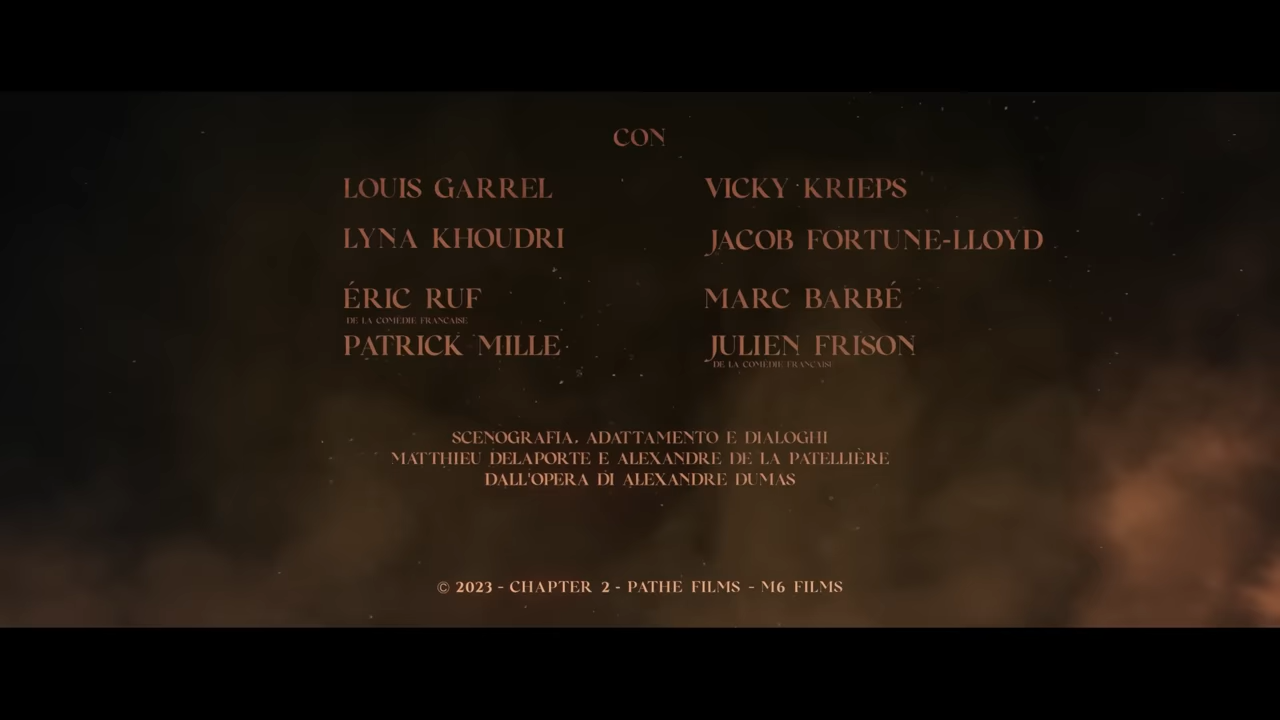 CON
LOUIS GARREL
VICKY KRIEPS
LYNA KHOUDRI
JACOB FORTUNE-LLOYD
ÉRIC RUF
DE LA COMÉDIE FRANÇAISE
MARC BARBÉ
PATRICK MILLE
JULIEN FRISON
DE LA COMÉDIE FRANÇAISE
SCENOGRAFIA, ADATTAMENTO E DIALOGHI
MATTHIEU DELAPORTE E ALEXANDRE DE LA PATELLIÈRE
DALL'OPERA DI ALEXANDRE DUMAS
© 2023 - CHAPTER 2 - PATHE FILMS - M6 FILMS